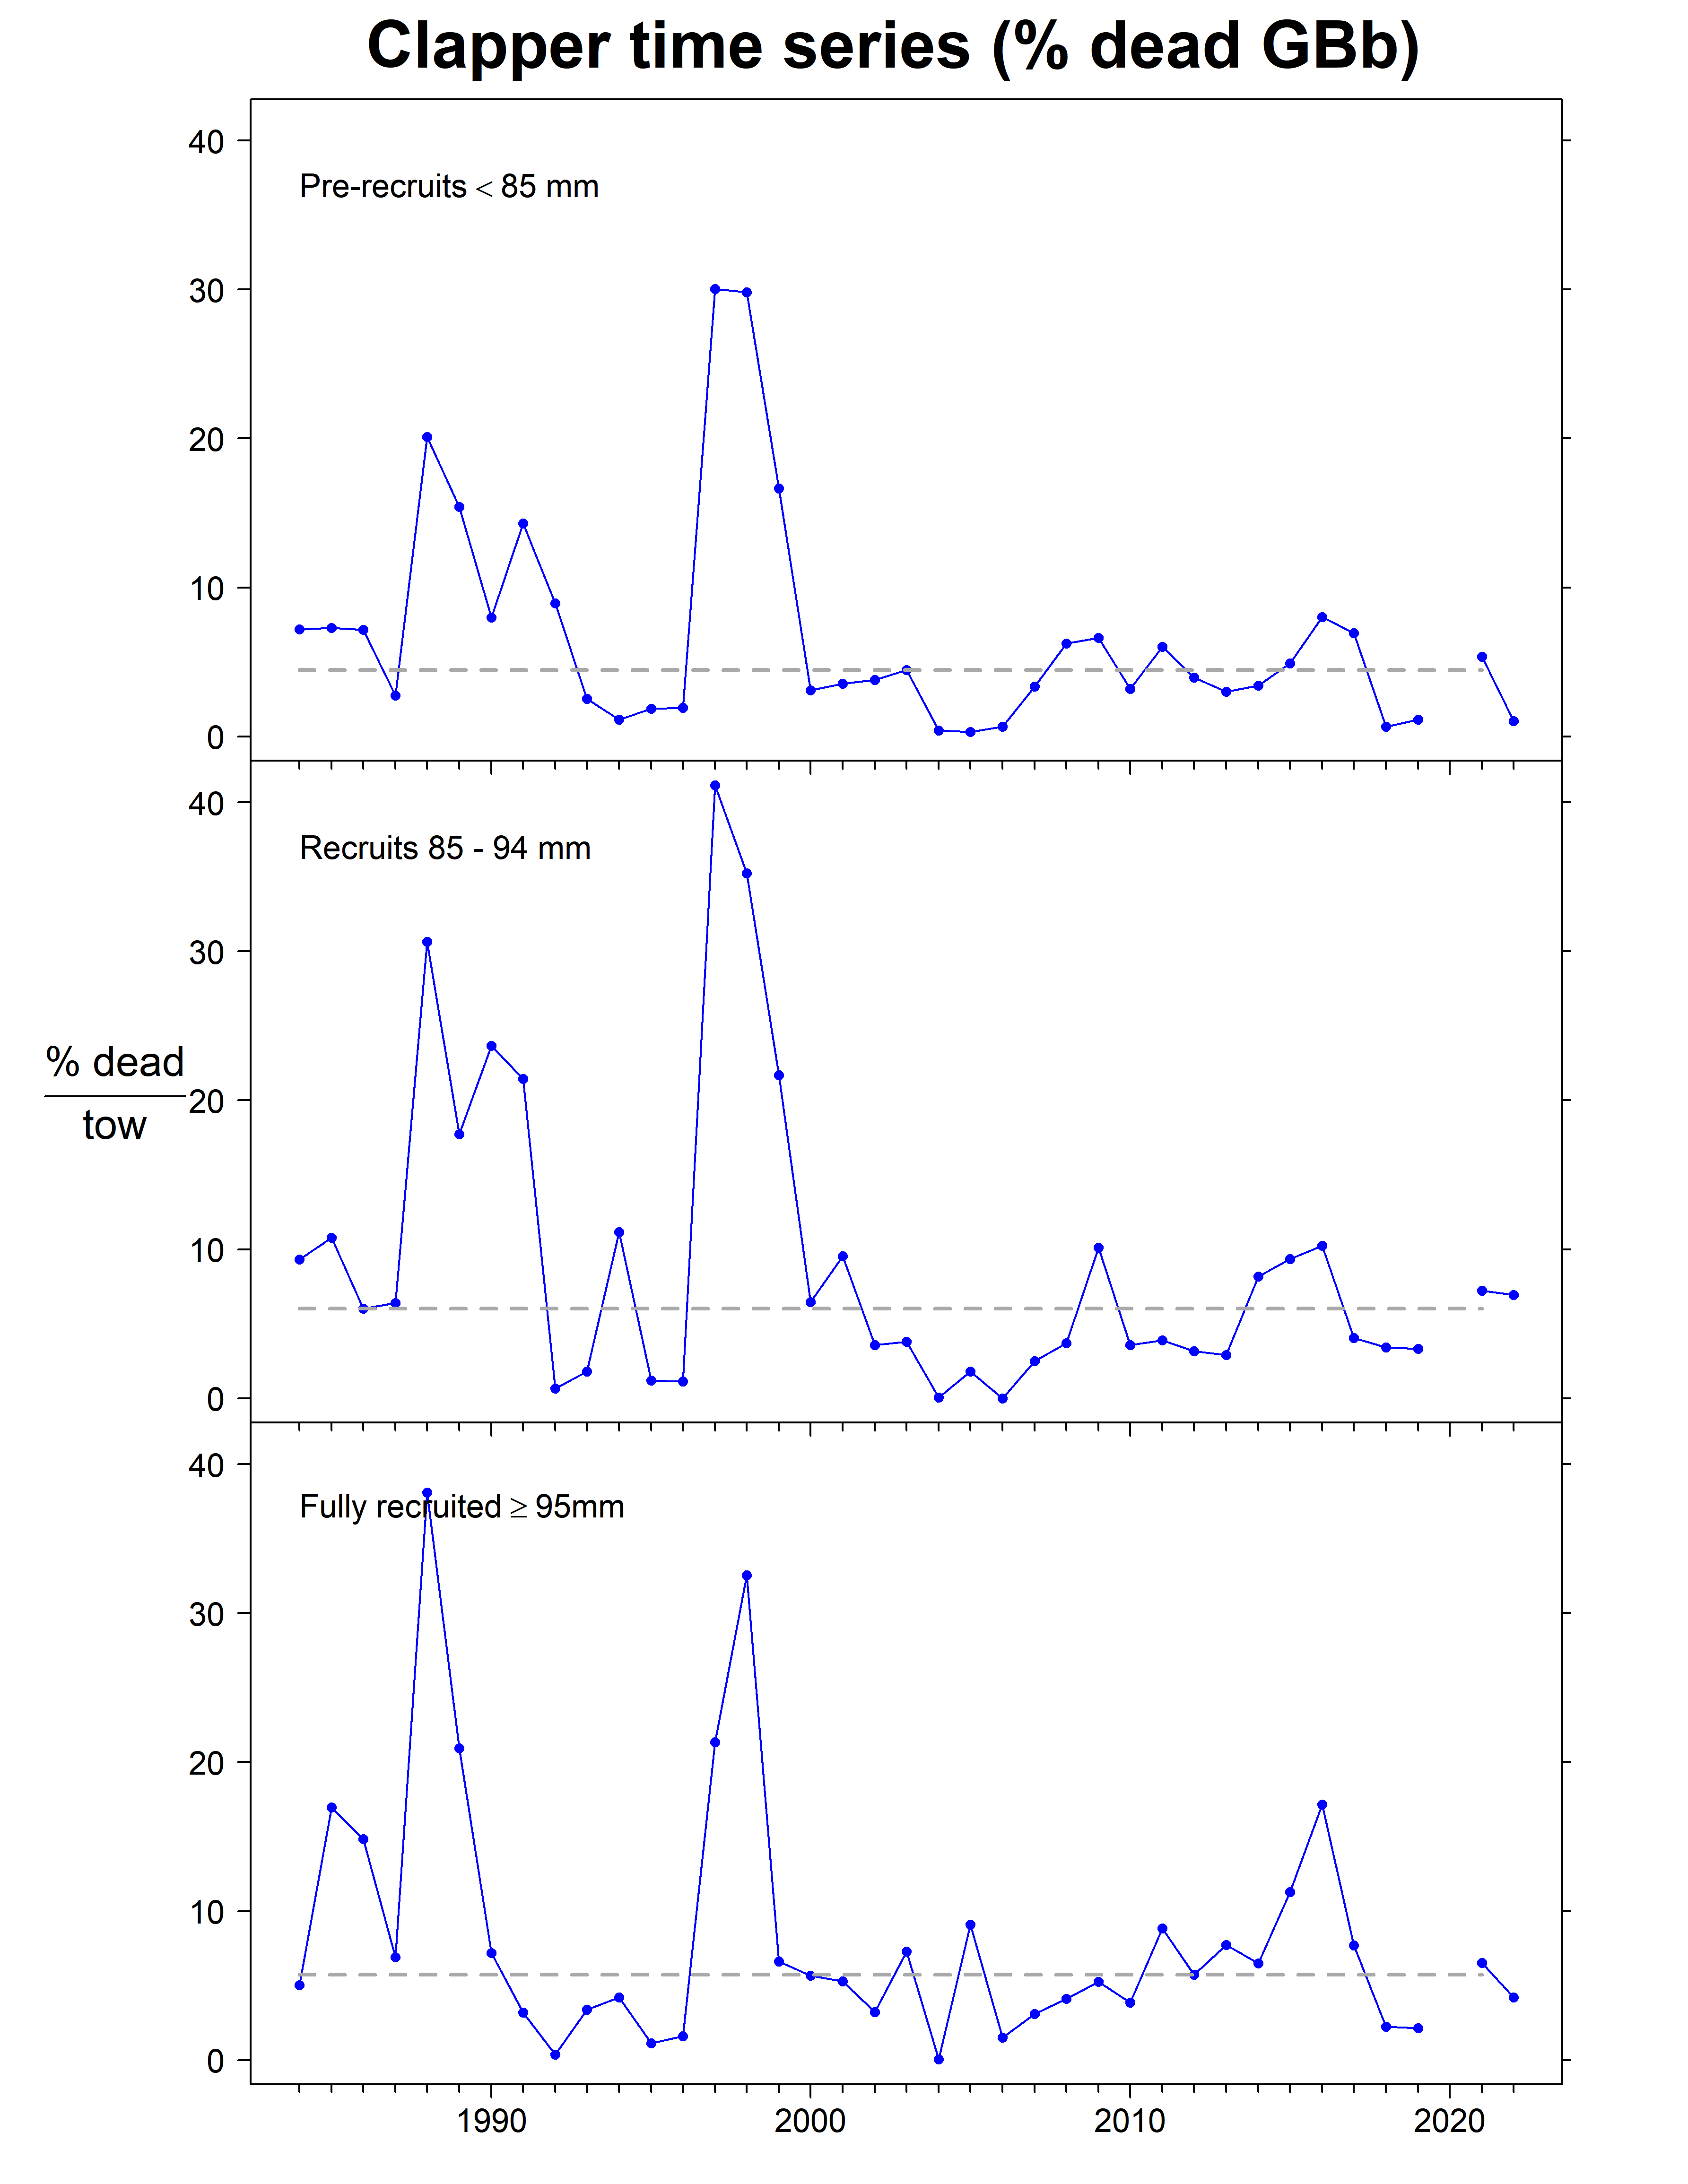 Clapper time series (% dead GBb)
40
Pre-recruits < 85 mm
30
20
10
0
40
Recruits 85 - 94 mm
30
% dead
tow
20
10
0
40
Fully recruited ≥ 95mm
30
20
10
0
1990 2000 2010 2020